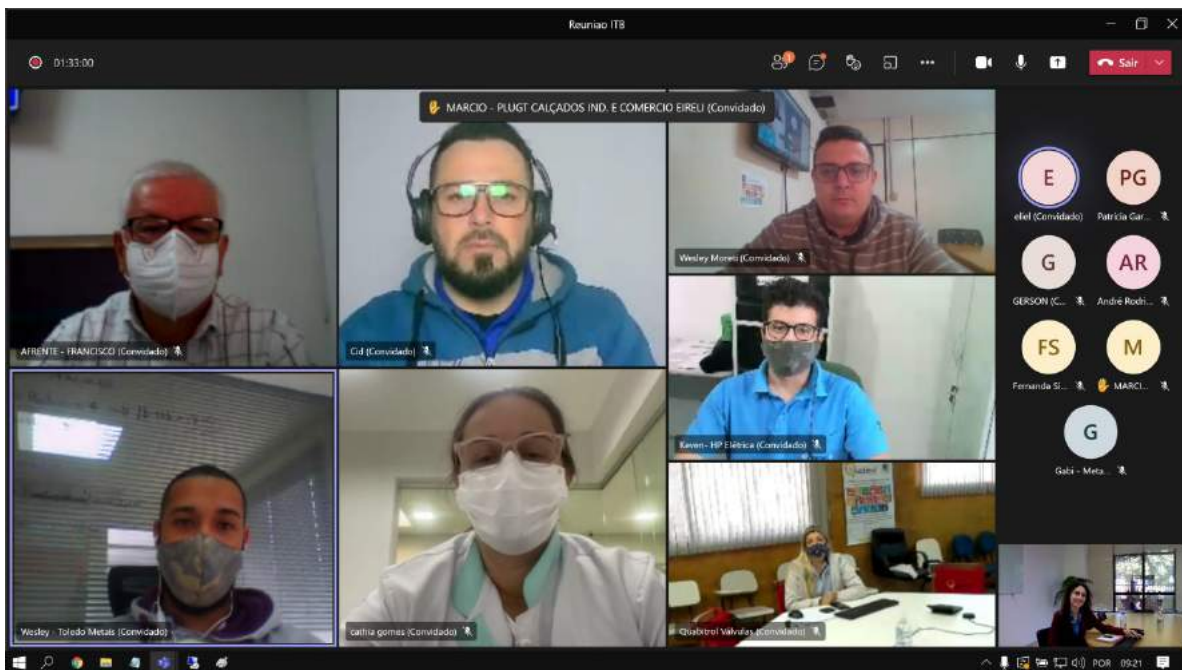 Reuniao ITB
01:33:00
1
Sair
MARCIO - PLUGT CALÇADOS IND. E COMERCIO EIRELI (Convidado)
AFRENTE - FRANCISCO (Convidado)
Cid (Convidado)
Wesley Moreti (Convidado)
Kaven- HP Elétrica (Convidado)
Wesley - Toledo Metais (Convidado)
cathia gomes (Convidado)
Quabitrol Válvulas (Convidado)
E
PG
eliel (Convidado)
Patricia Gar...
G
AR
GERSON (C...
André Rodri...
FS
M
Fernanda Si...
MARCI...
G
Gabi - Meta...
POR
09:21